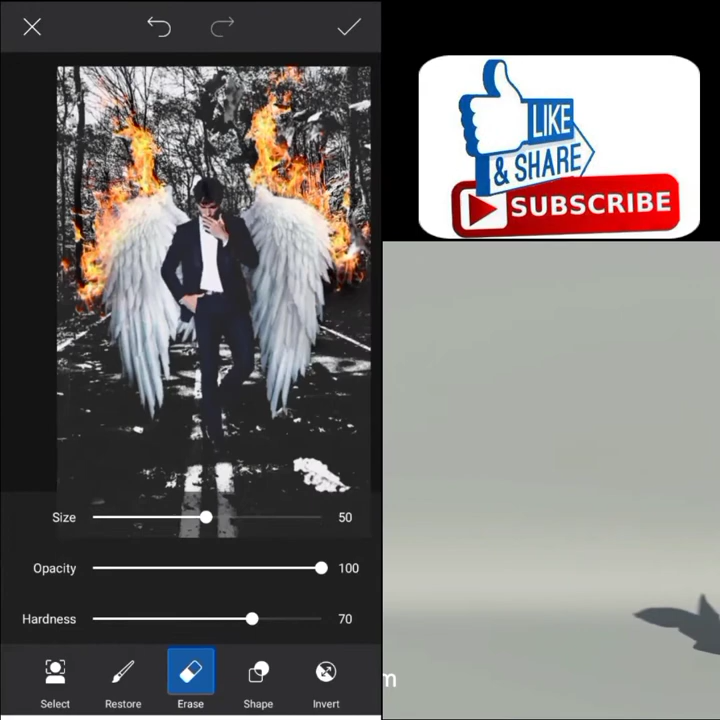 LIKE
& SHARE
SUBSCRIBE
Size 50
Opacity 100
Hardness 70
Select Restore Erase Shape Invert
m